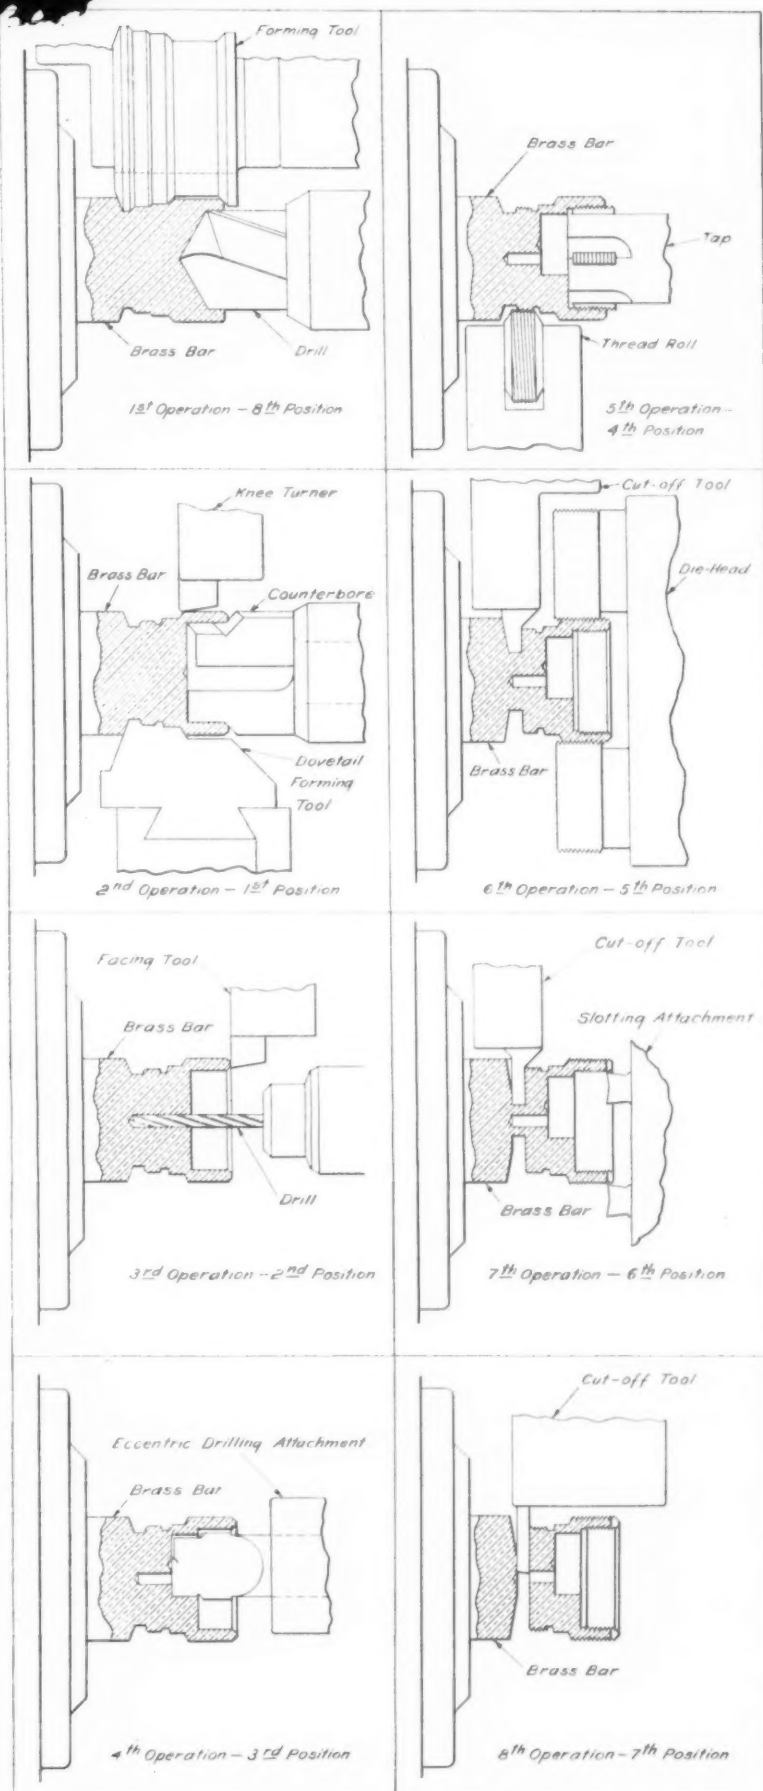 Forming Tool
Brass Bar
Drill
1st Operation - 8th Position
Knee Turner
Brass Bar
Counterbore
Dovetail
Forming
Tool
2nd Operation - 1st Position
Facing Tool
Brass Bar
Drill
3rd Operation - 2nd Position
Eccentric Drilling Attachment
Brass Bar
4th Operation - 3rd Position
Brass Bar
Tap
Thread Roll
5th Operation -
4th Position
Cut-off Tool
Die-Head
Brass Bar
6th Operation - 5th Position
Cut-off Tool
Slotting Attachment
Brass Bar
7th Operation - 6th Position
Cut-off Tool
Brass Bar
8th Operation - 7th Position